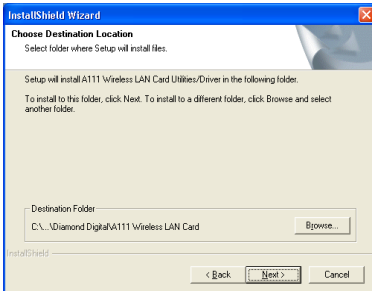 InstallShield Wizard
Choose Destination Location
Select folder where Setup will install files.
Setup will install A111 Wireless LAN Card Utilities/Driver in the following folder.
To install to this folder, click Next. To install to a different folder, click Browse and select
another folder.
Destination Folder
C:\...\Diamond Digital\A111 Wireless LAN Card
Browse...
InstallShield
< Back
Next >
Cancel